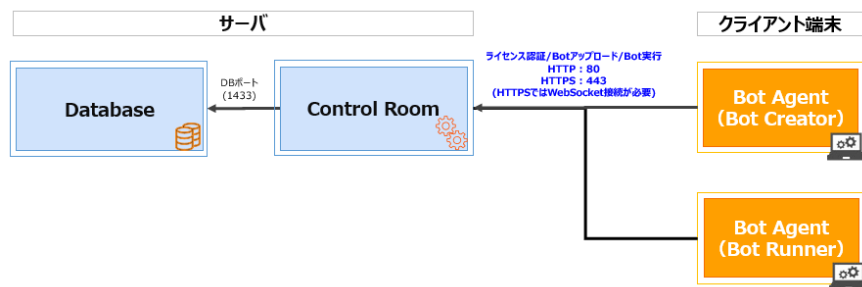 サーバ
クライアント端末
ライセンス認証/Botアップロード/Bot実行
HTTP:80
HTTPS:443
(HTTPSではWebSocket接続が必要)
DBポート
(1433)
Database
Control Room
Bot Agent
(Bot Creator)
Bot Agent
(Bot Runner)